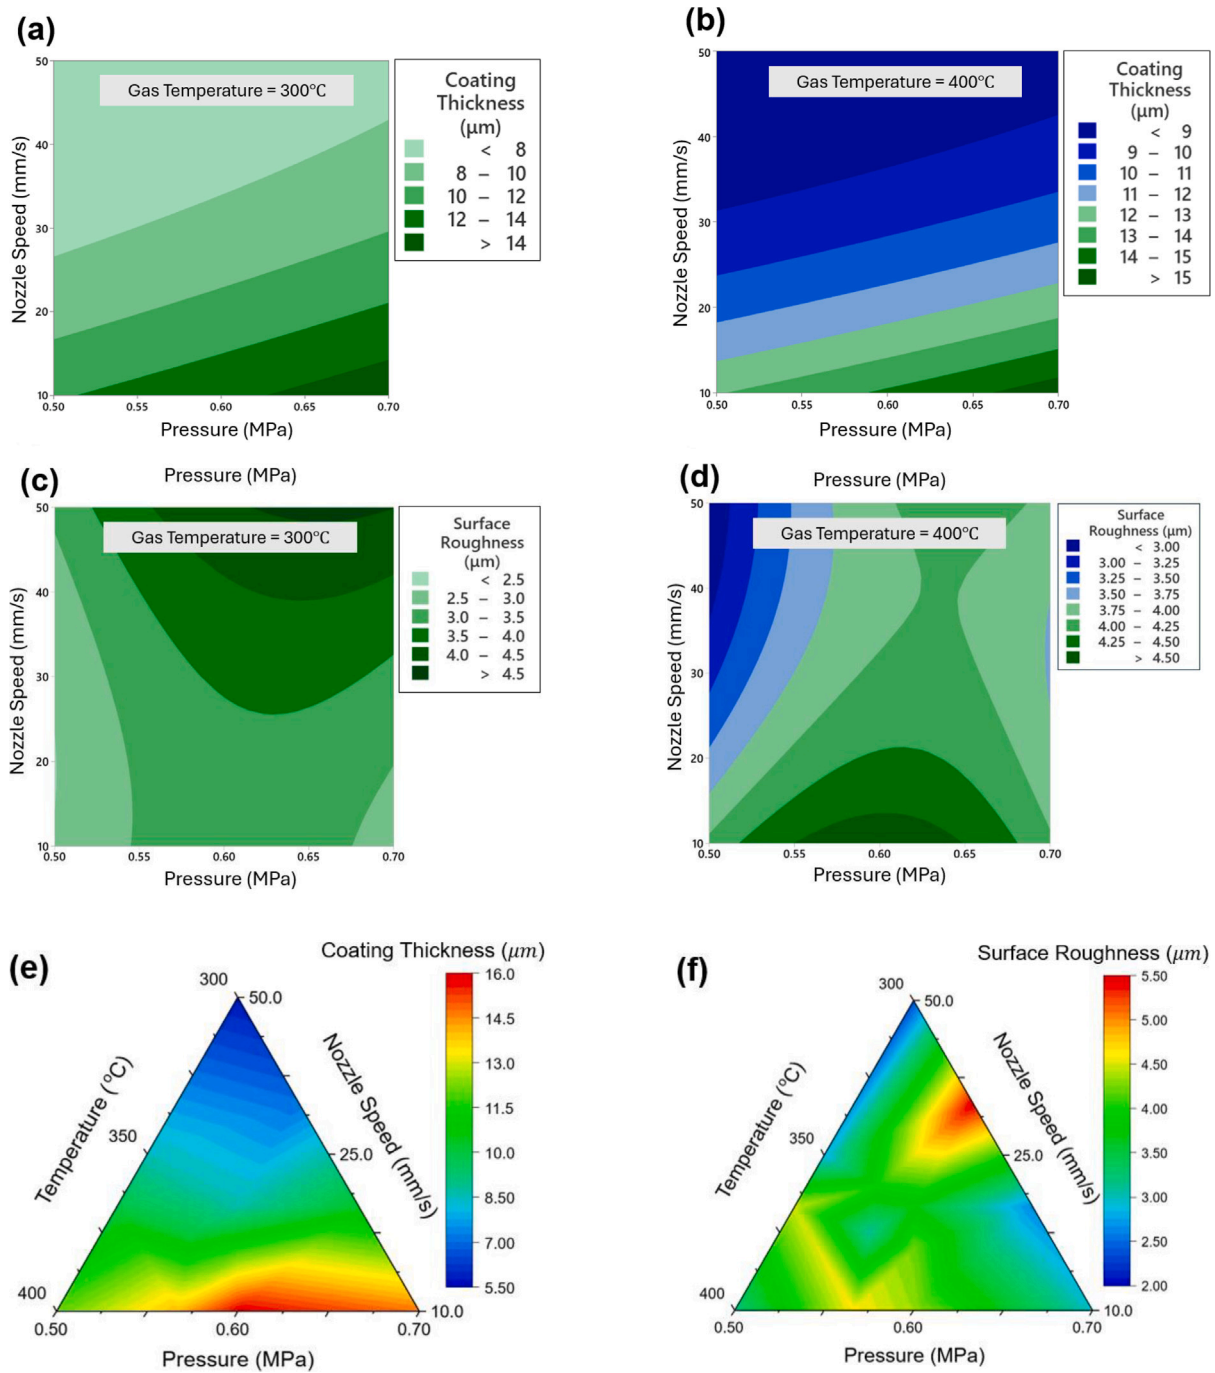 (a)
50
40
30
20
10
Nozzle Speed (mm/s)
Gas Temperature = 300℃
0.50 0.55 0.60 0.65 0.70
Pressure (MPa)
Coating
Thickness
(μm)
< 8
8 – 10
10 – 12
12 – 14
> 14
(b)
50
40
30
20
10
Nozzle Speed (mm/s)
Gas Temperature = 400℃
0.50 0.55 0.60 0.65 0.70
Pressure (MPa)
Coating
Thickness
(μm)
< 9
9 – 10
10 – 11
11 – 12
12 – 13
13 – 14
14 – 15
> 15
(c)
Pressure (MPa)
50
40
30
20
10
Nozzle Speed (mm/s)
Gas Temperature = 300℃
0.50 0.55 0.60 0.65 0.70
Pressure (MPa)
Surface
Roughness
(μm)
< 2.5
2.5 – 3.0
3.0 – 3.5
3.5 – 4.0
4.0 – 4.5
> 4.5
(d)
Pressure (MPa)
50
40
30
20
10
Nozzle Speed (mm/s)
Gas Temperature = 400℃
0.50 0.55 0.60 0.65 0.70
Pressure (MPa)
Surface
Roughness (μm)
< 3.00
3.00 – 3.25
3.25 – 3.50
3.50 – 3.75
3.75 – 4.00
4.00 – 4.25
4.25 – 4.50
> 4.50
(e)
Coating Thickness (μm)
300
350
400
Temperature (°C)
50.0
25.0
10.0
Nozzle Speed (mm/s)
0.50 0.60 0.70
Pressure (MPa)
16.0
14.5
13.0
11.5
10.0
8.50
7.00
5.50
(f)
Surface Roughness (μm)
300
350
400
Temperature (°C)
50.0
25.0
10.0
Nozzle Speed (mm/s)
0.50 0.60 0.70
Pressure (MPa)
5.50
5.00
4.50
4.00
3.50
3.00
2.50
2.00